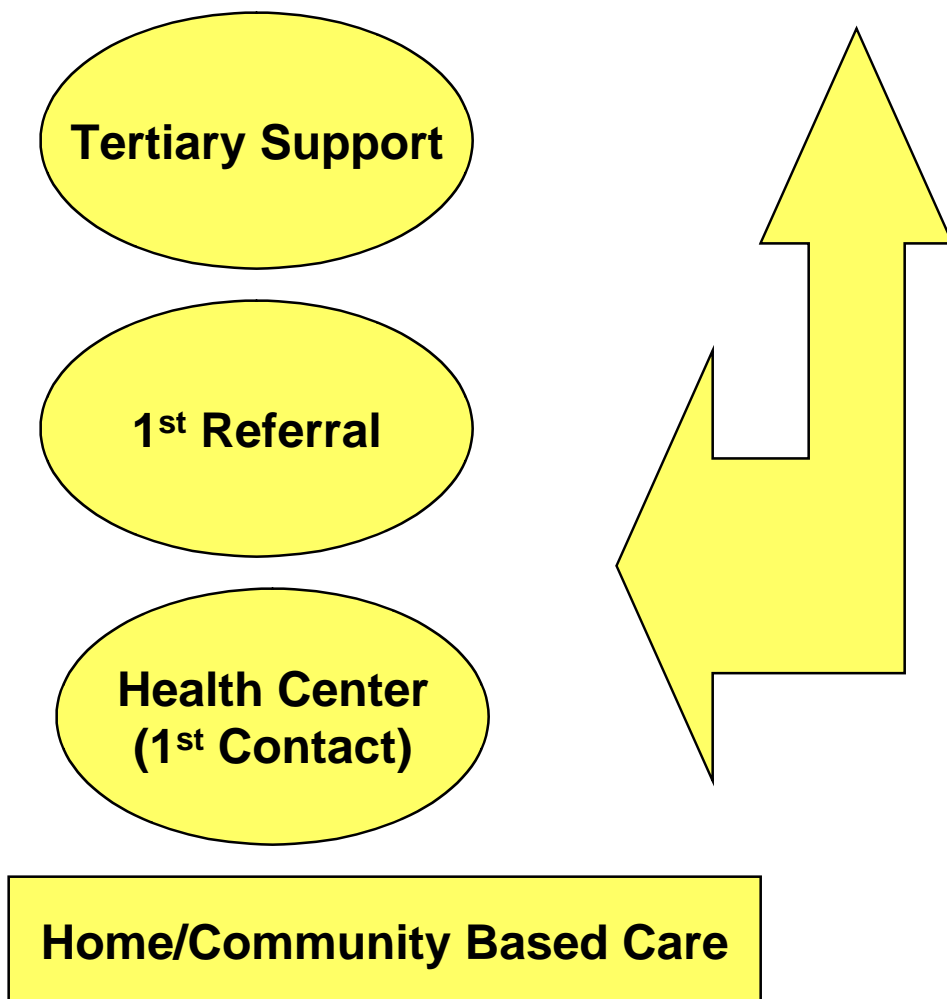 Tertiary Support
1st Referral
Health Center
(1st Contact)
Home/Community Based Care